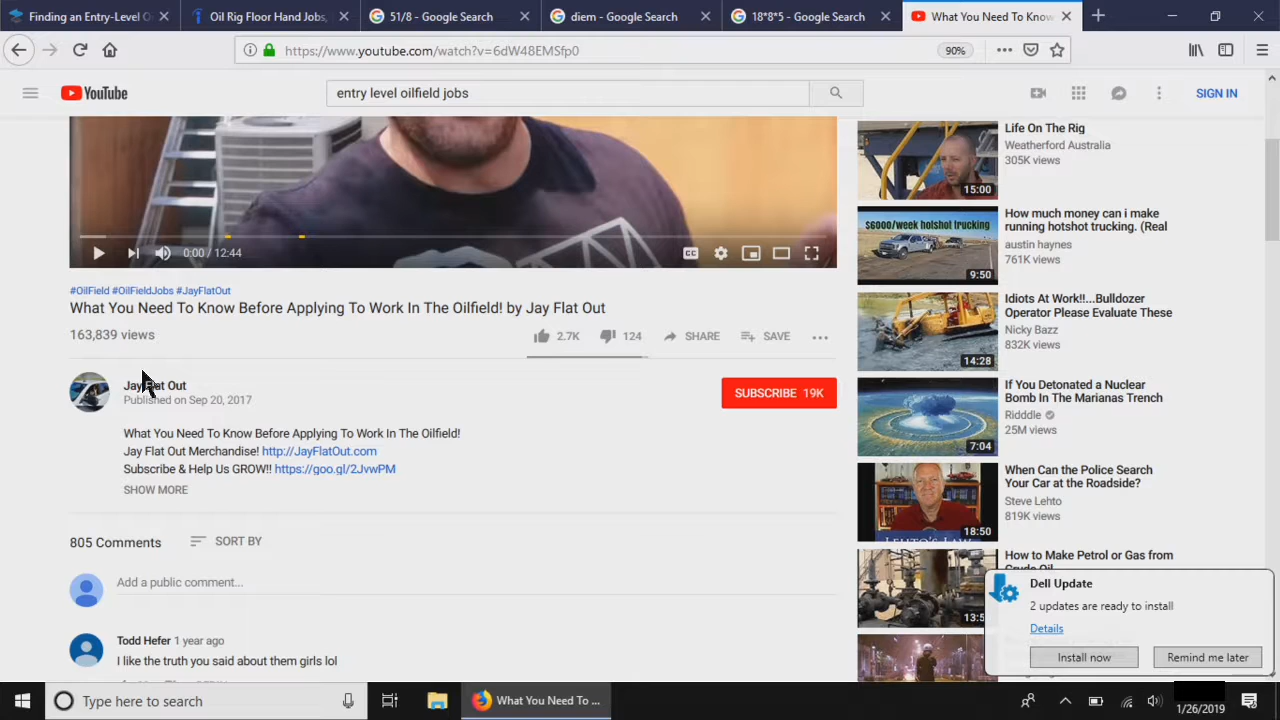 Finding an Entry-Level O
Oil Rig Floor Hand Jobs,
51/8 - Google Search
diem - Google Search
18*8*5 - Google Search
What You Need To Know
https://www.youtube.com/watch?v=6dW48EMSfp0
90%
YouTube
entry level oilfield jobs
SIGN IN
0:00 / 12:44
CC
#OilField #OilFieldJobs #JayFlatOut
What You Need To Know Before Applying To Work In The Oilfield! by Jay Flat Out
163,839 views
2.7K
124
SHARE
SAVE
Jay Flat Out
Published on Sep 20, 2017
SUBSCRIBE 19K
What You Need To Know Before Applying To Work In The Oilfield!
Jay Flat Out Merchandise! http://JayFlatOut.com
Subscribe & Help Us GROW!! https://goo.gl/2JvwPM
SHOW MORE
805 Comments
SORT BY
Add a public comment...
Todd Hefer 1 year ago
I like the truth you said about them girls lol
Life On The Rig
Weatherford Australia
305K views
15:00
$6000/week hotshot trucking
9:50
How much money can i make
running hotshot trucking. (Real
austin haynes
761K views
Idiots At Work!!...Bulldozer
Operator Please Evaluate These
Nicky Bazz
832K views
14:28
If You Detonated a Nuclear
Bomb In The Marianas Trench
Ridddle
25M views
7:04
When Can the Police Search
Your Car at the Roadside?
Steve Lehto
819K views
18:50
LEHTO'S LAW
How to Make Petrol or Gas from
Crude Oil
13:5
Dell Update
2 updates are ready to install
Details
Install now
Remind me later
Type here to search
What You Need To ...
1/26/2019